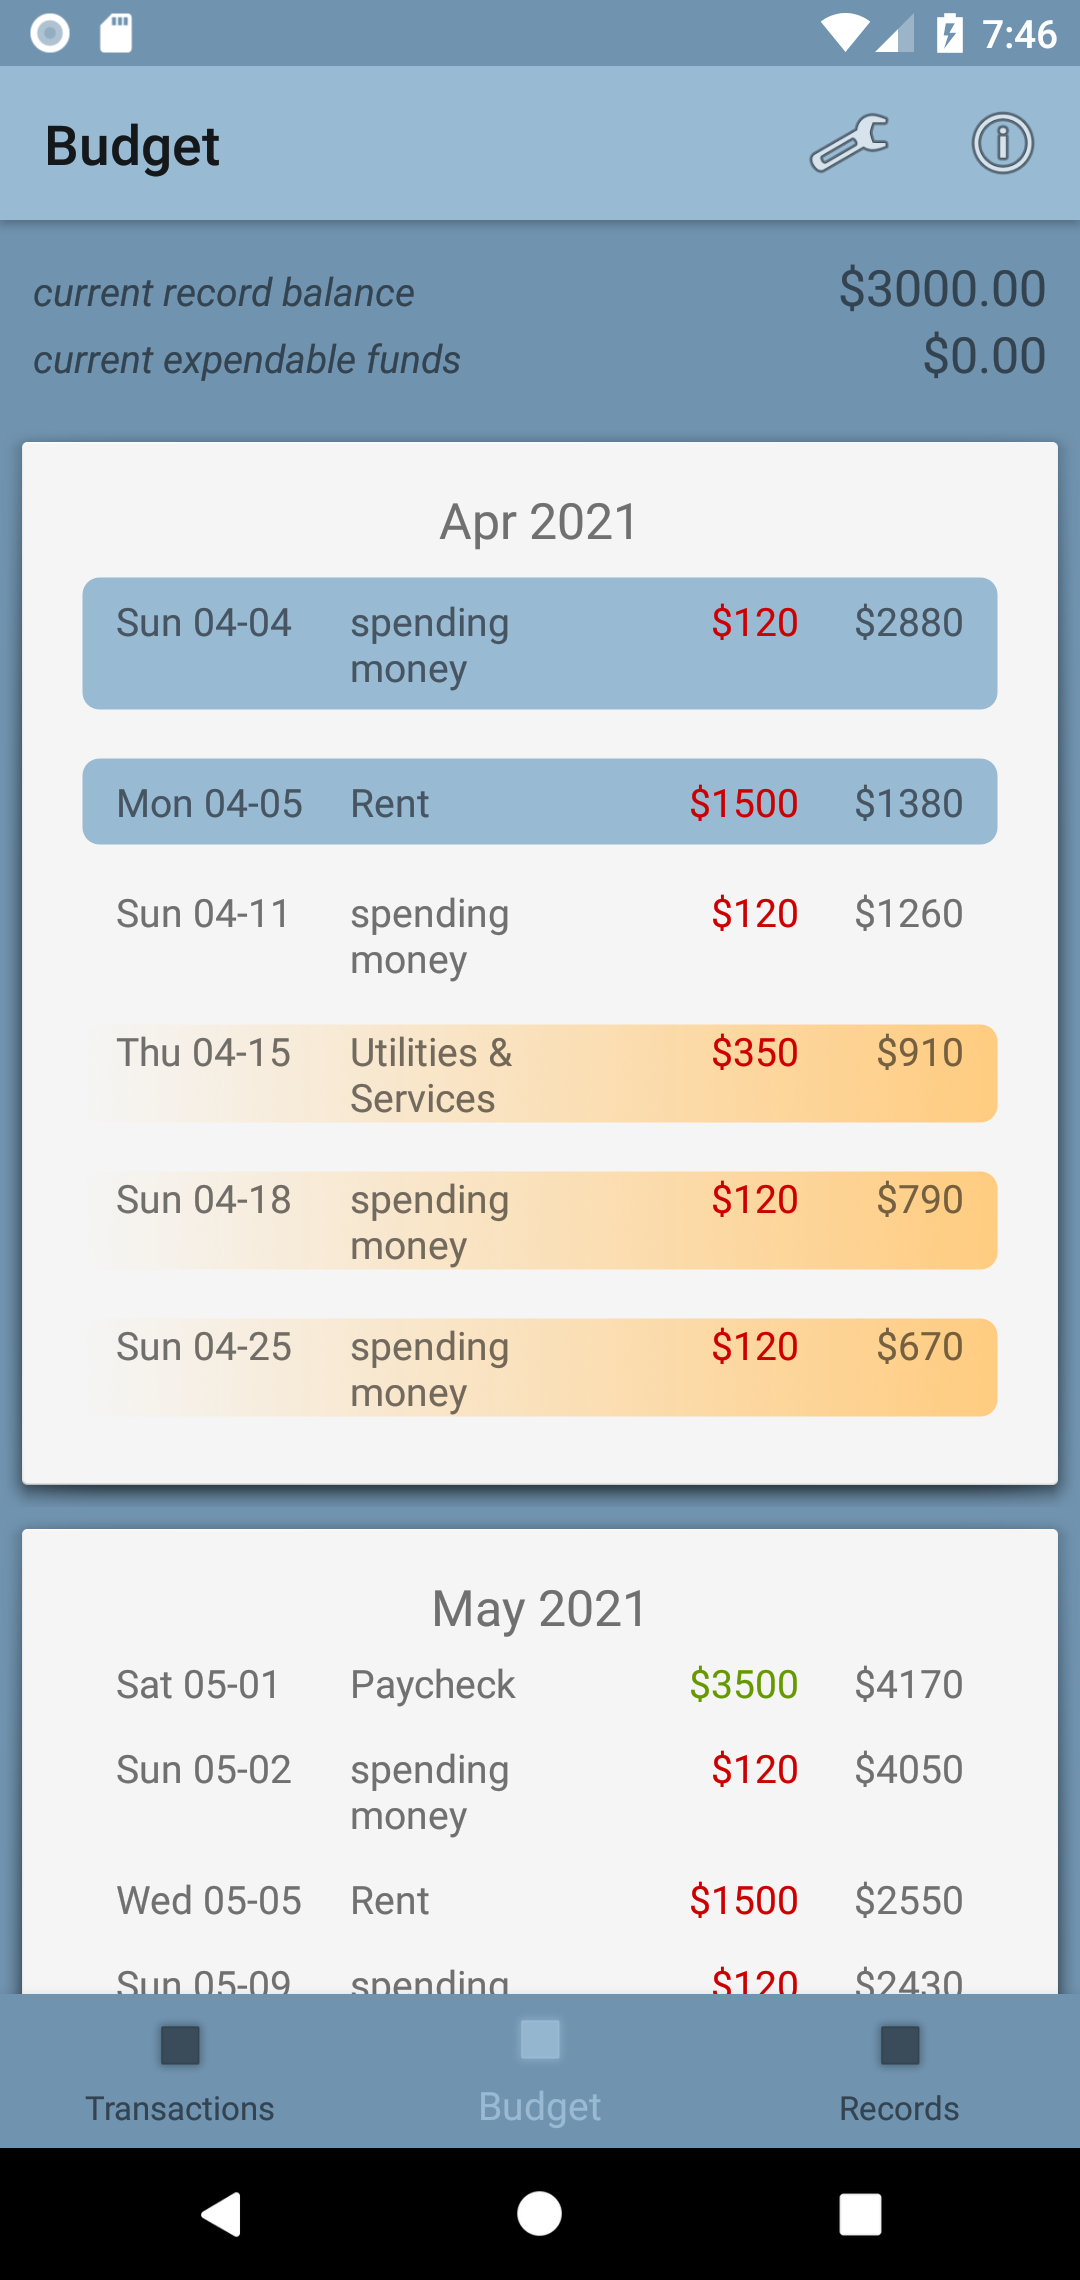 7:46
Budget
current record balance $3000.00
current expendable funds $0.00
Apr 2021
Sun 04-04 spending $120 $2880
money
Mon 04-05 Rent $1500 $1380
Sun 04-11 spending $120 $1260
money
Thu 04-15 Utilities & $350 $910
Services
Sun 04-18 spending $120 $790
money
Sun 04-25 spending $120 $670
money
May 2021
Sat 05-01 Paycheck $3500 $4170
Sun 05-02 spending $120 $4050
money
Wed 05-05 Rent $1500 $2550
Sun 05-09 spending $120 $2430
Transactions Budget Records